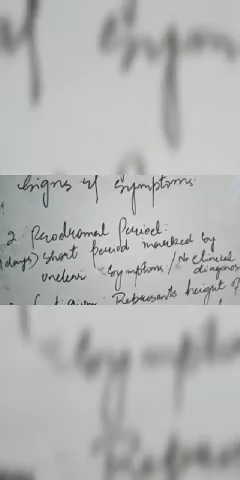 Signs of Symptoms
2. Prodromal Period:
days) short period marked by
unclear symptoms / No clinical
diagnosis
: Represents height of